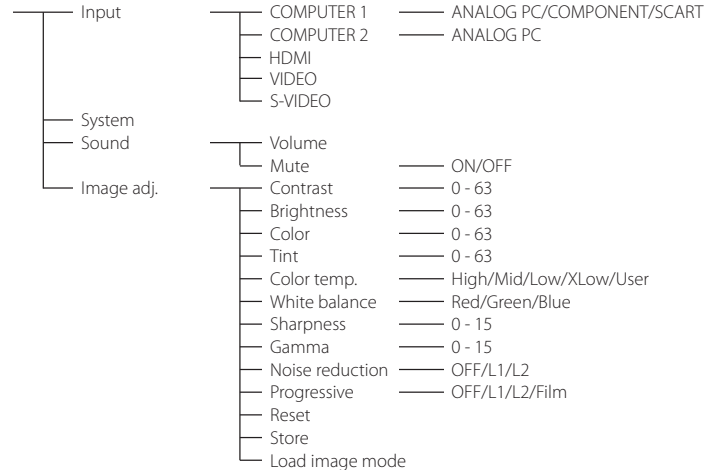 Input COMPUTER 1 ANALOG PC/COMPONENT/SCART
COMPUTER 2 ANALOG PC
HDMI
VIDEO
S-VIDEO
System
Sound Volume
Mute ON/OFF
Image adj. Contrast 0 - 63
Brightness 0 - 63
Color 0 - 63
Tint 0 - 63
Color temp. High/Mid/Low/XLow/User
White balance Red/Green/Blue
Sharpness 0 - 15
Gamma 0 - 15
Noise reduction OFF/L1/L2
Progressive OFF/L1/L2/Film
Reset
Store
Load image mode